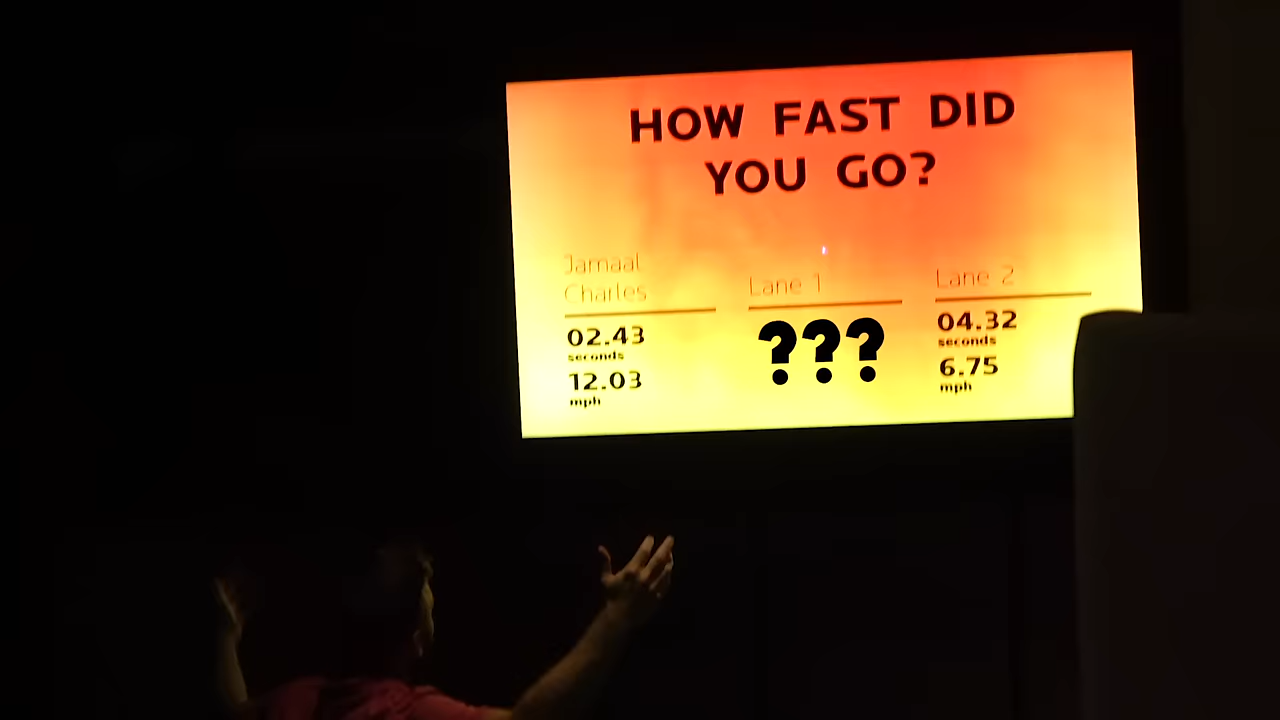 HOW FAST DID
YOU GO?
Jamaal
Charles
02.43
seconds
12.03
mph
Lane 1
???
Lane 2
04.32
seconds
6.75
mph